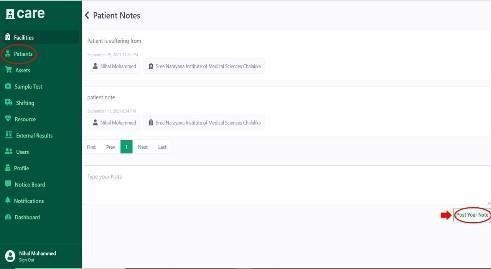 care
Patient Notes
Facilities
Patients
Assets
Sample Test
Shifting
Resource
External Results
Users
Profile
Notice Board
Notifications
Dashboard
Nihal Mohammed
Sign Out
Patient is suffering from
Nihal Mohammed
Sree Narayana Institute of Medical Sciences Chalakka
patient note
Nihal Mohammed
Sree Narayana Institute of Medical Sciences Chalakka
First Prev 1 Next Last
Type your Note
Post Your Note